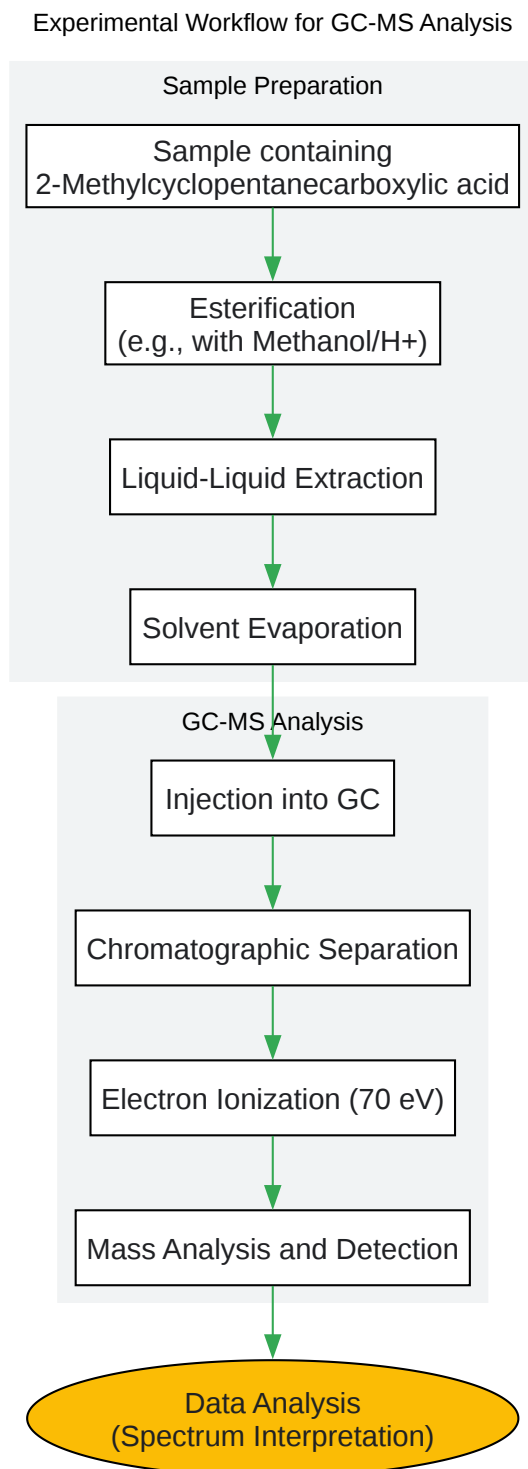 Experimental Workflow for GC-MS Analysis
Sample Preparation
Sample containing
2-Methylcyclopentanecarboxylic acid
Esterification
(e.g., with Methanol/H+)
Liquid-Liquid Extraction
Solvent Evaporation
GC-MS Analysis
Injection into GC
Chromatographic Separation
Electron Ionization (70 eV)
Mass Analysis and Detection
Data Analysis
(Spectrum Interpretation)